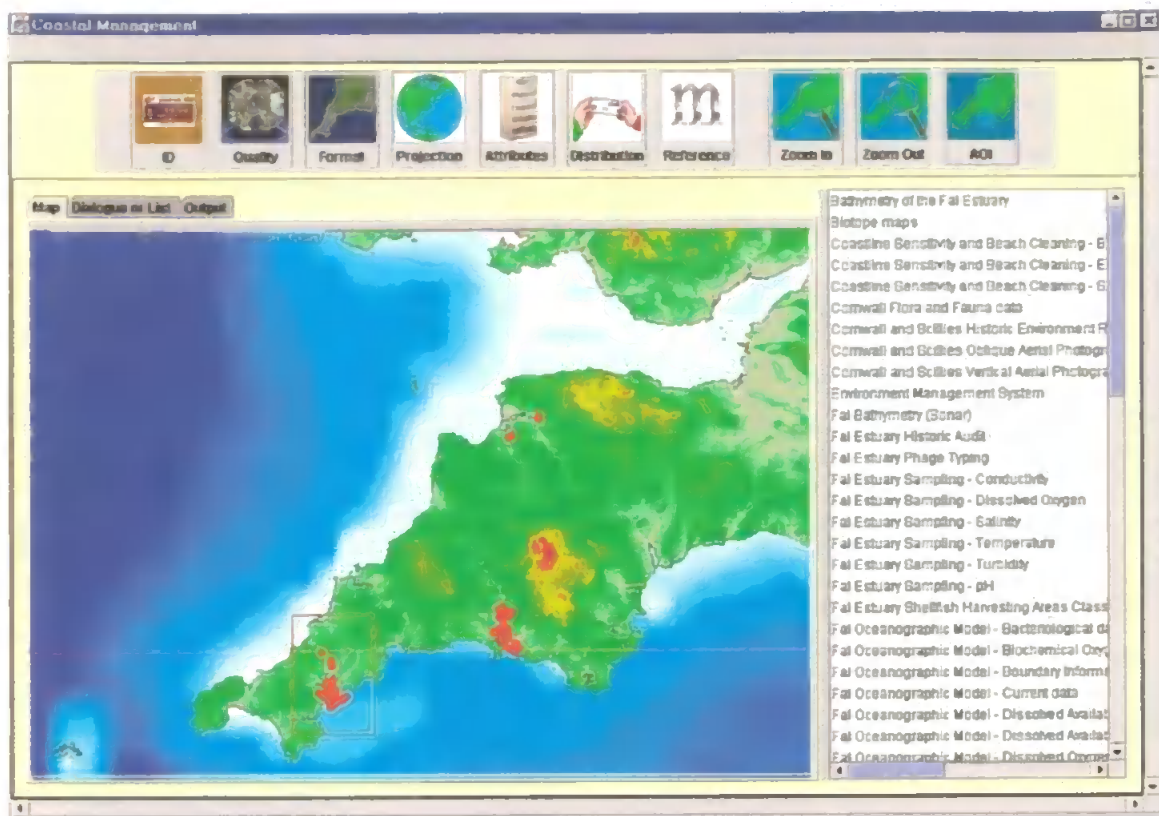 Coastal Management
ID
Quality
Format
Projection
Attributes
Distribution
Reference
Zoom In
Zoom Out
AOI
m
Map
Dialogue or List
Output
Bathymetry of the Fal Estuary
Biotope maps
Coastline Sensitivity and Beach Cleaning - E
Coastline Sensitivity and Beach Cleaning - E
Coastline Sensitivity and Beach Cleaning - S
Cornwall Flora and Fauna data
Cornwall and Scillies Historic Environment R
Cornwall and Scillies Oblique Aerial Photogr
Cornwall and Scillies Vertical Aerial Photogra
Environment Management System
Fal Bathymetry (Sonar)
Fal Estuary Historic Audit
Fal Estuary Phage Typing
Fal Estuary Sampling - Conductivity
Fal Estuary Sampling - Dissolved Oxygen
Fal Estuary Sampling - Salinity
Fal Estuary Sampling - Temperature
Fal Estuary Sampling - Turbidity
Fal Estuary Sampling - pH
Fal Estuary Shellfish Harvesting Areas Class
Fal Oceanographic Model - Bacteriological da
Fal Oceanographic Model - Biochemical Oxyg
Fal Oceanographic Model - Boundary Informa
Fal Oceanographic Model - Current data
Fal Oceanographic Model - Dissolved Availab
Fal Oceanographic Model - Dissolved Availab
Fal Oceanographic Model - Dissolved Oxygen